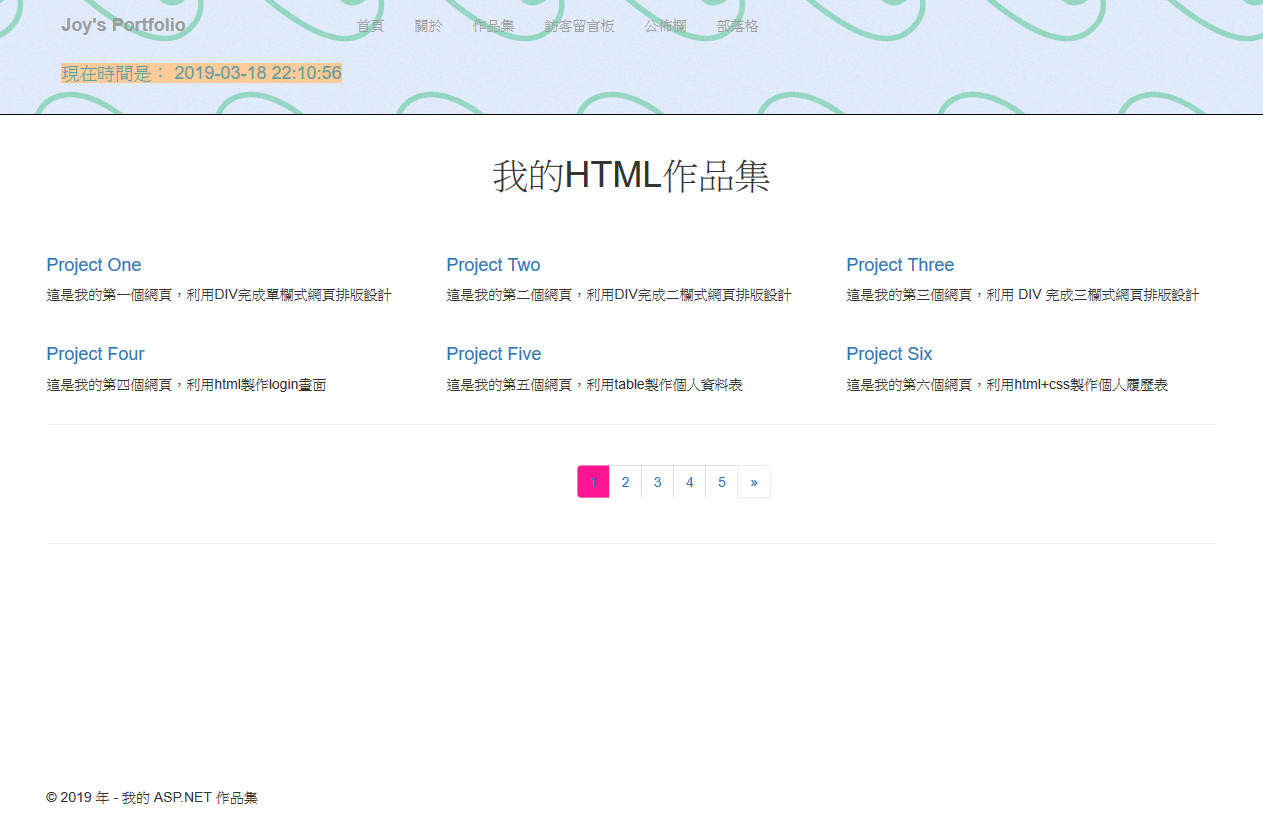 Joy's Portfolio 首頁 關於 作品集 訪客留言板 公佈欄 部落格
現在時間是： 2019-03-18 22:10:56
我的HTML作品集
Project One Project Two Project Three
這是我的第一個網頁，利用DIV完成單欄式網頁排版設計 這是我的第二個網頁，利用DIV完成二欄式網頁排版設計 這是我的第三個網頁，利用 DIV 完成三欄式網頁排版設計
Project Four Project Five Project Six
這是我的第四個網頁，利用html製作login畫面 這是我的第五個網頁，利用table製作個人資料表 這是我的第六個網頁，利用html+css製作個人履歷表
1 2 3 4 5 »
© 2019 年 - 我的 ASP.NET 作品集